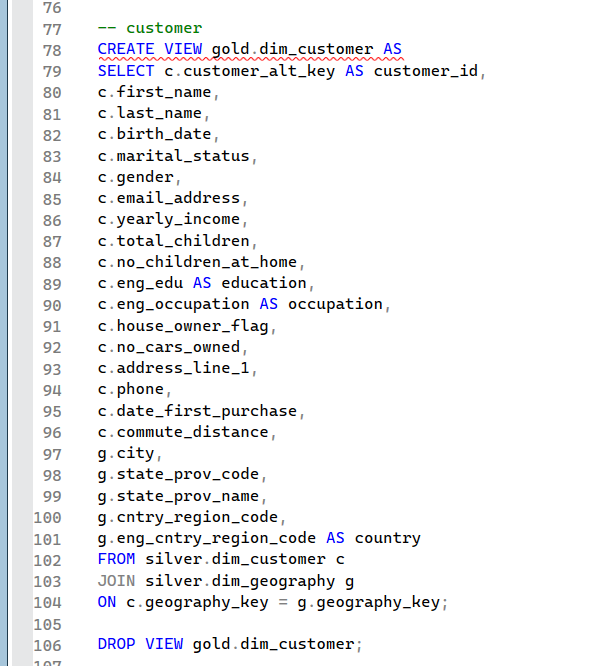 76
77 -- customer
78 CREATE VIEW gold.dim_customer AS
79 SELECT c.customer_alt_key AS customer_id,
80 c.first_name,
81 c.last_name,
82 c.birth_date,
83 c.marital_status,
84 c.gender,
85 c.email_address,
86 c.yearly_income,
87 c.total_children,
88 c.no_children_at_home,
89 c.eng_edu AS education,
90 c.eng_occupation AS occupation,
91 c.house_owner_flag,
92 c.no_cars_owned,
93 c.address_line_1,
94 c.phone,
95 c.date_first_purchase,
96 c.commute_distance,
97 g.city,
98 g.state_prov_code,
99 g.state_prov_name,
100 g.cntry_region_code,
101 g.eng_cntry_region_code AS country
102 FROM silver.dim_customer c
103 JOIN silver.dim_geography g
104 ON c.geography_key = g.geography_key;
105
106 DROP VIEW gold.dim_customer;
107